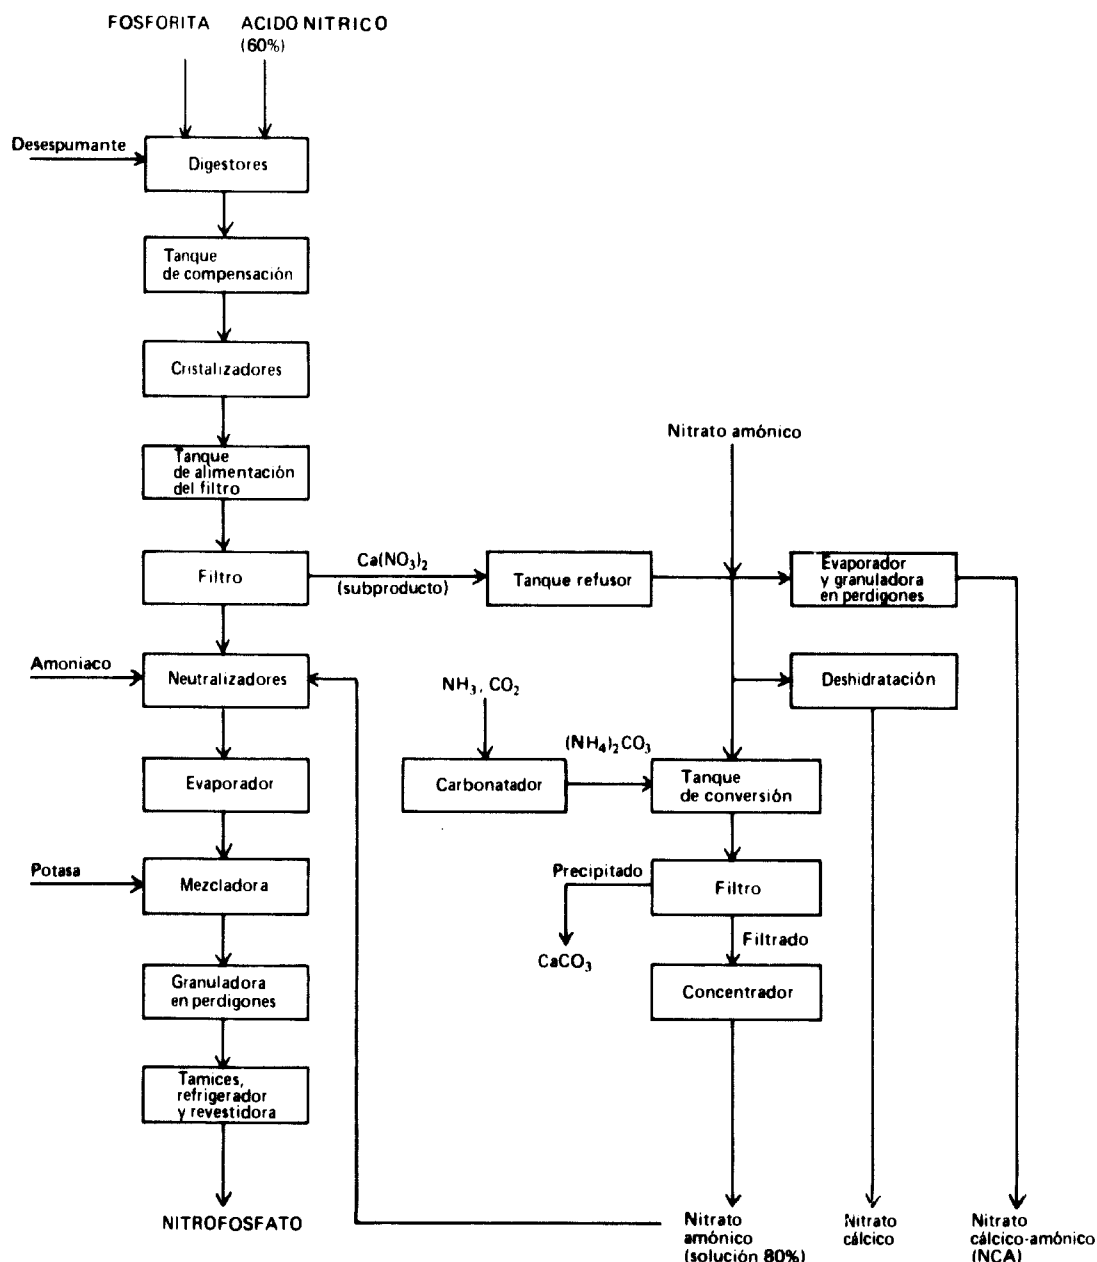 FOSFORITA
ACIDO NITRICO
(60%)
Desespumante
Digestores
Tanque
de compensación
Cristalizadores
Tanque
de alimentación
del filtro
Nitrato amónico
Filtro
Ca(NO3)2
(subproducto)
Tanque refusor
Evaporador
y granuladora
en perdigones
Amoniaco
Neutralizadores
NH3, CO2
Deshidratación
(NH4)2CO3
Evaporador
Carbonatador
Tanque
de conversión
Potasa
Mezcladora
Precipitado
Filtro
CaCO3
Filtrado
Granuladora
en perdigones
Concentrador
Tamices,
refrigerador
y revestidora
NITROFOSFATO
Nitrato
amónico
(solución 80%)
Nitrato
cálcico
Nitrato
cálcico-amónico
(NCA)